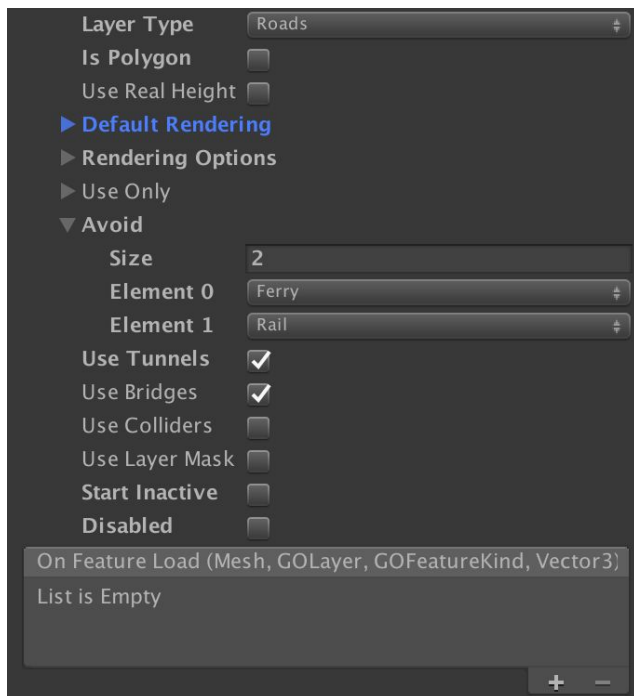 Layer Type Roads
Is Polygon
Use Real Height
Default Rendering
Rendering Options
Use Only
Avoid
Size 2
Element 0 Ferry
Element 1 Rail
Use Tunnels
Use Bridges
Use Colliders
Use Layer Mask
Start Inactive
Disabled
On Feature Load (Mesh, GOLayer, GOFeatureKind, Vector3)
List is Empty